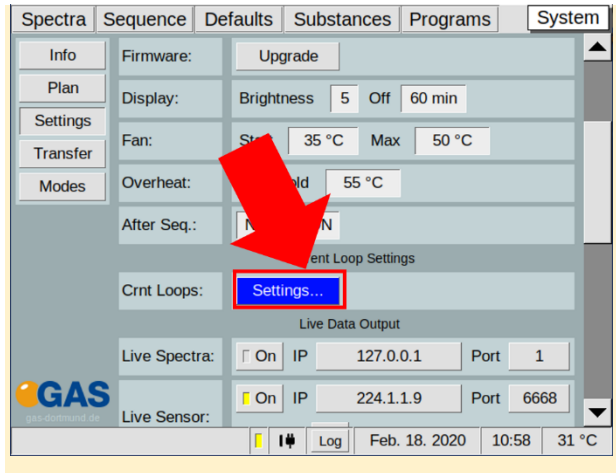 Spectra Sequence Defaults Substances Programs System
Info
Plan
Settings
Transfer
Modes
Firmware: Upgrade
Display: Brightness 5 Off 60 min
Fan: 35 °C Max 50 °C
Overheat: 55 °C
After Seq.:
Loop Settings
Crnt Loops: Settings...
Live Data Output
Live Spectra: On IP 127.0.0.1 Port 1
Live Sensor: On IP 224.1.1.9 Port 6668
GAS
gas-dortmund.de
Log Feb. 18. 2020 10:58 31 °C